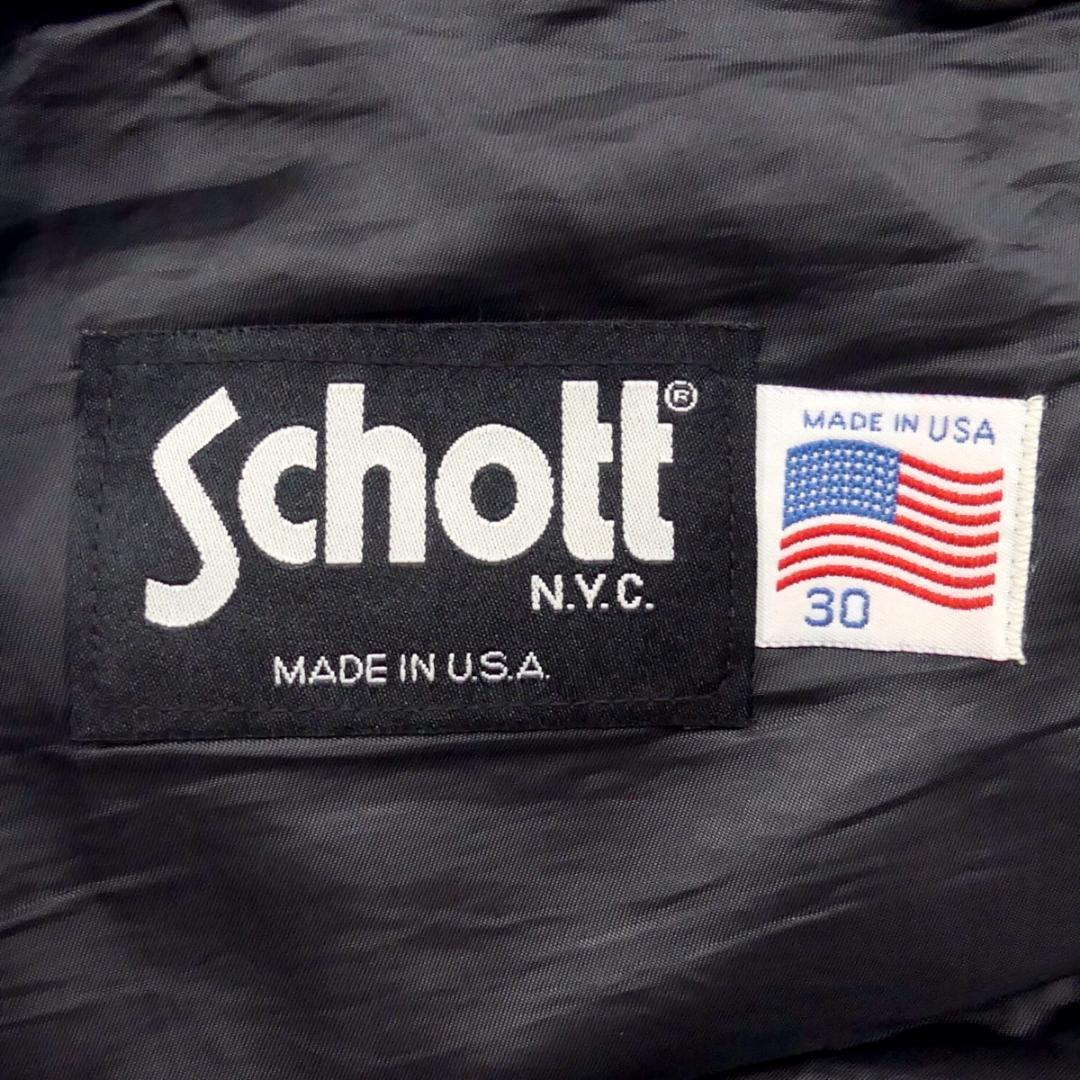 Schott®
N.Y.C.
MADE IN U.S.A.
MADE IN USA
30